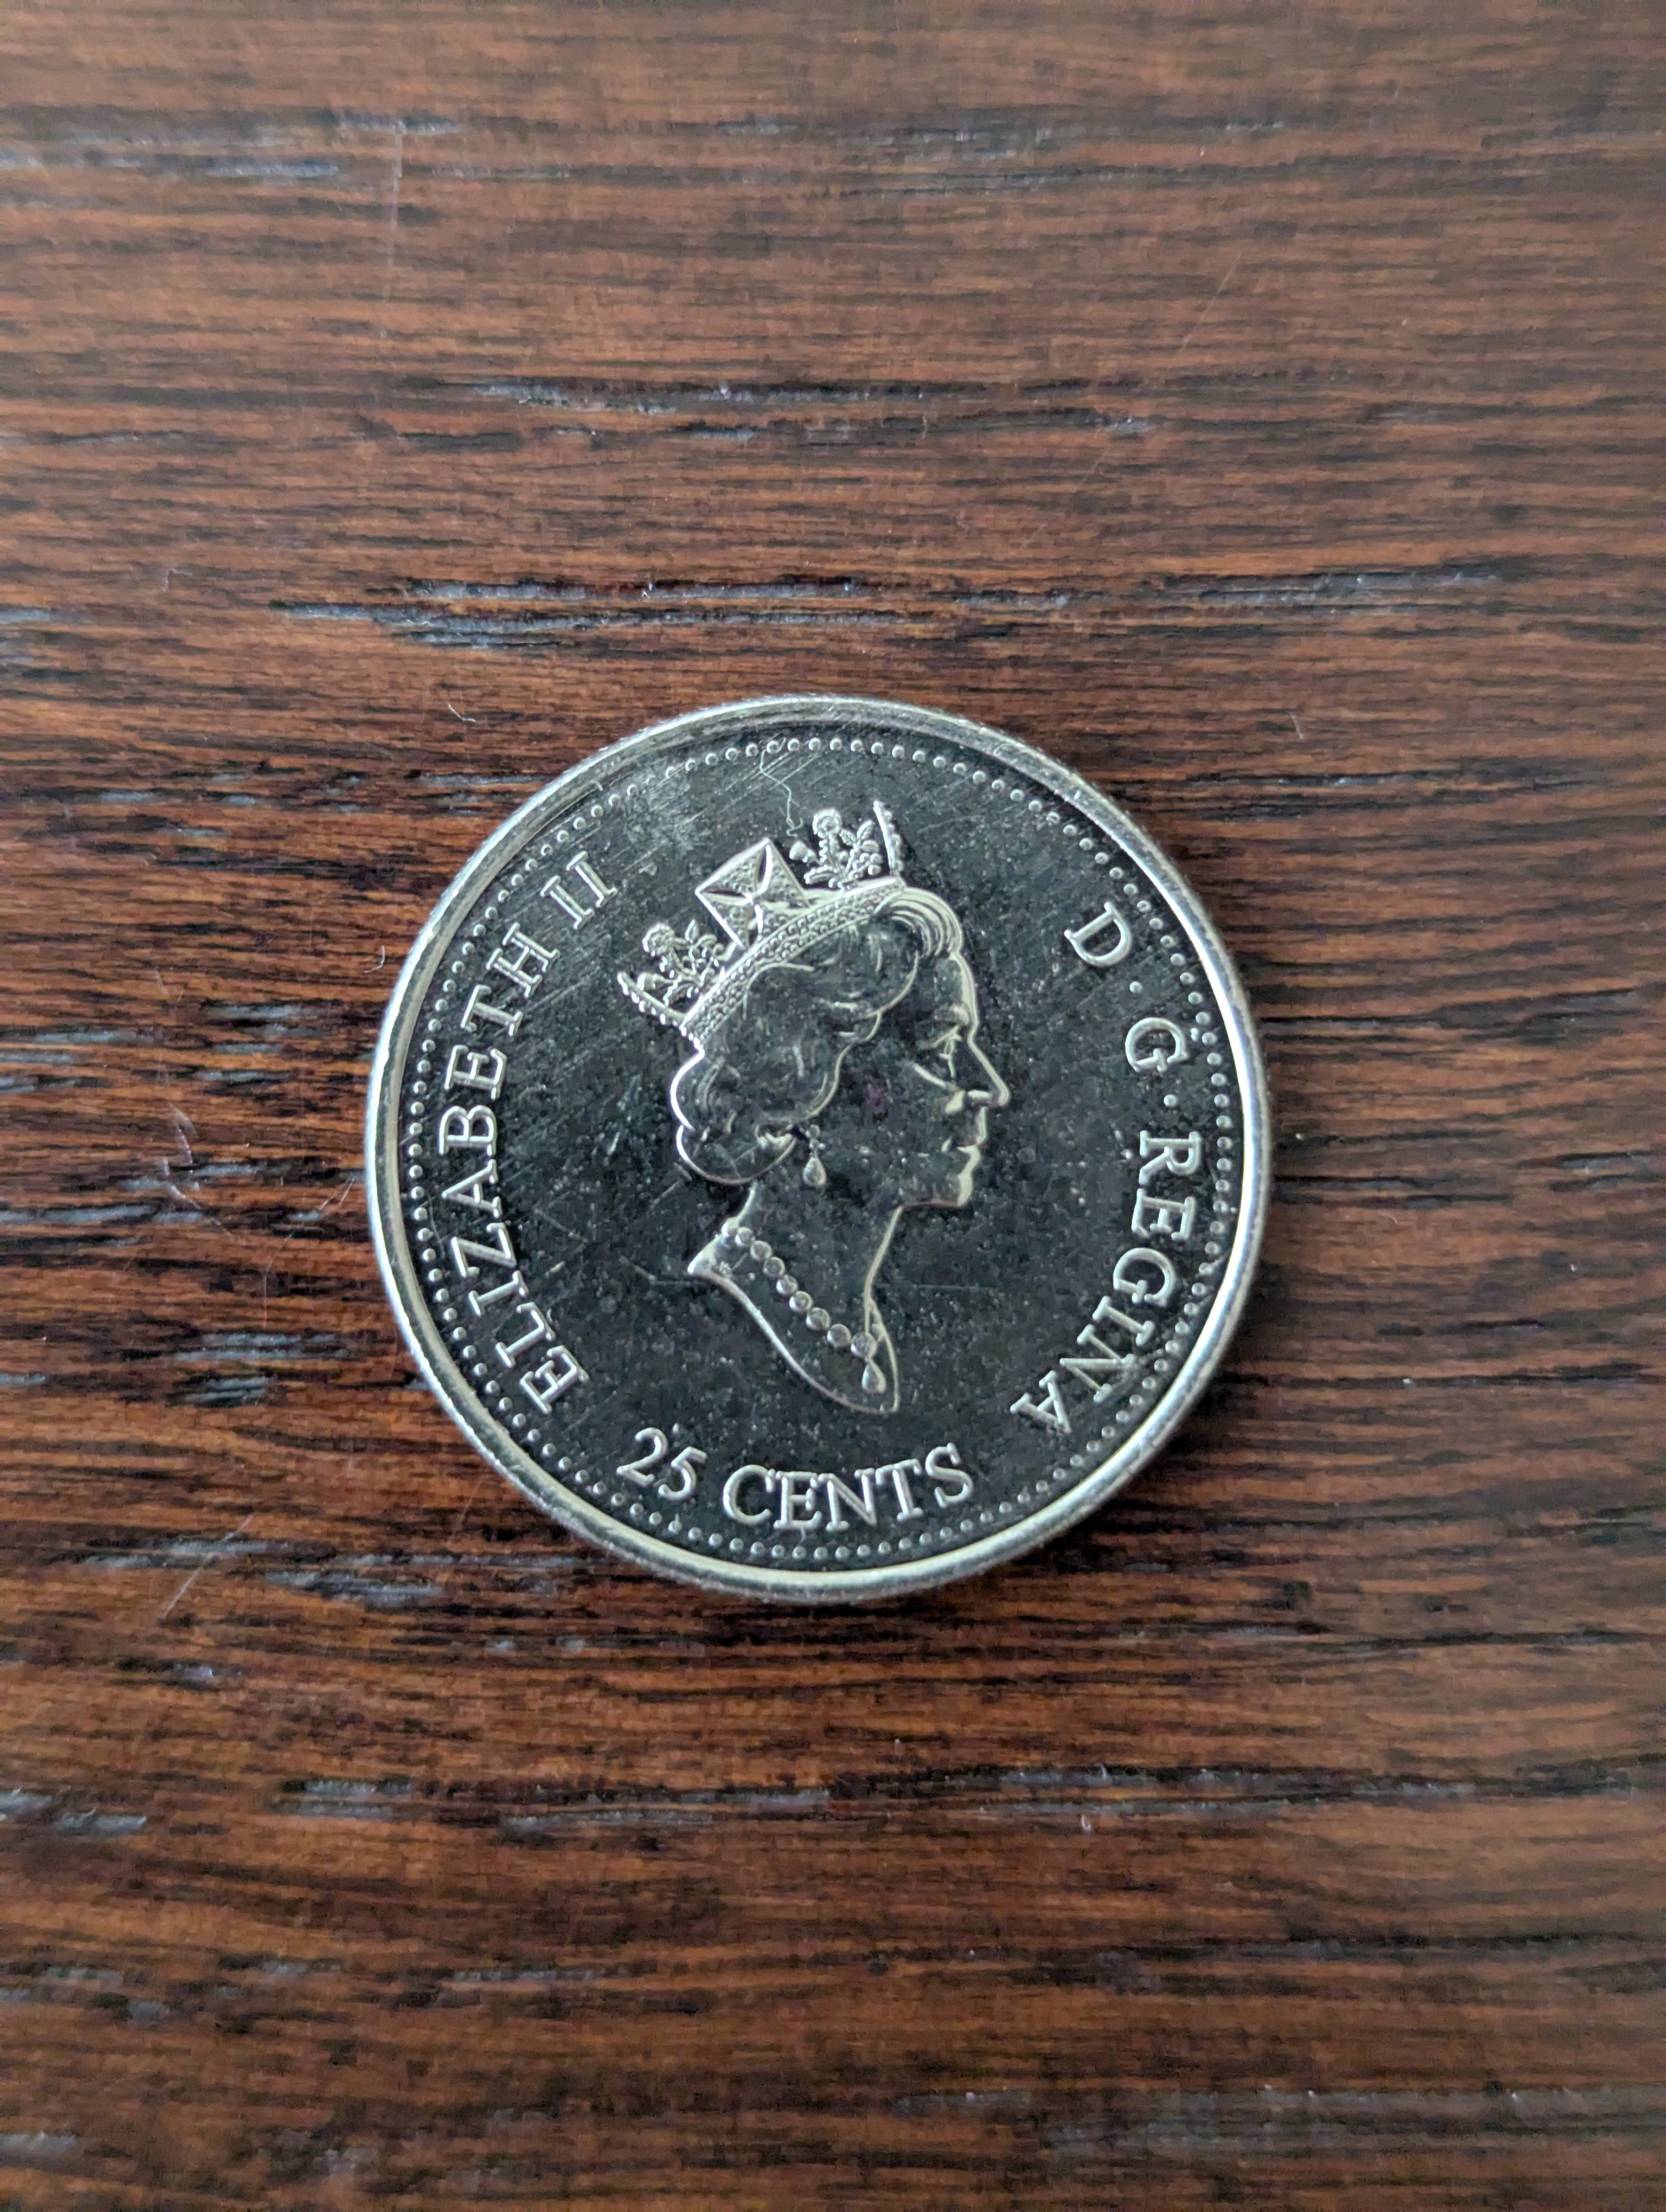 ELIZABETH II
D · G · REGINA
25 CENTS